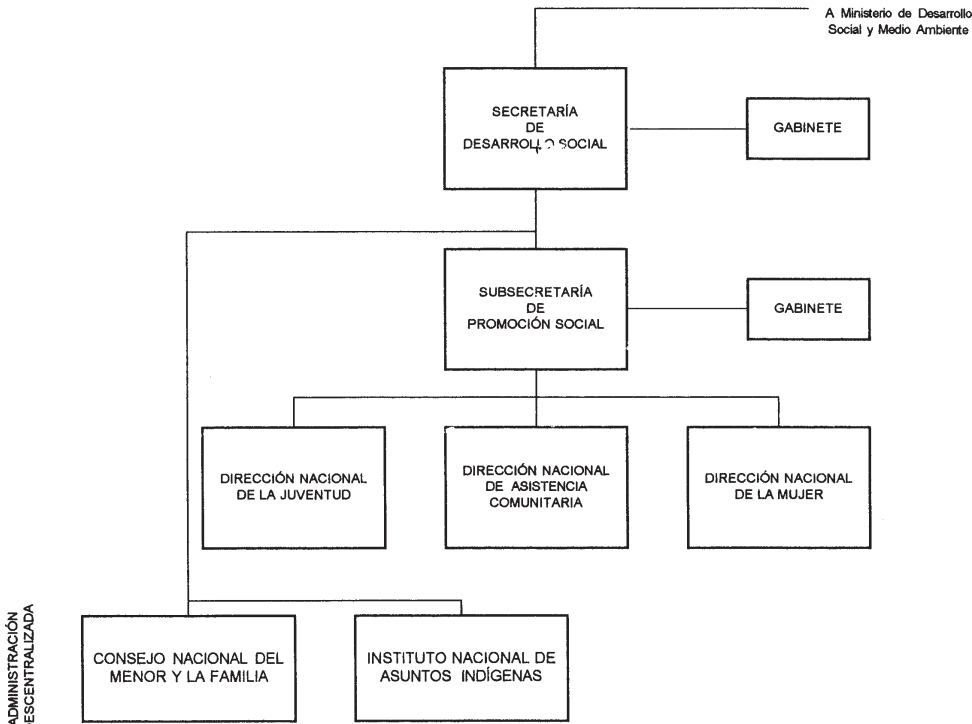 A Ministerio de Desarrollo
Social y Medio Ambiente
SECRETARÍA
DE
DESARROLLO SOCIAL
GABINETE
SUBSECRETARÍA
DE
PROMOCIÓN SOCIAL
GABINETE
DIRECCIÓN NACIONAL
DE LA JUVENTUD
DIRECCIÓN NACIONAL
DE ASISTENCIA
COMUNITARIA
DIRECCIÓN NACIONAL
DE LA MUJER
ADMINISTRACIÓN
ESCENTRALIZADA
CONSEJO NACIONAL DEL
MENOR Y LA FAMILIA
INSTITUTO NACIONAL DE
ASUNTOS INDÍGENAS